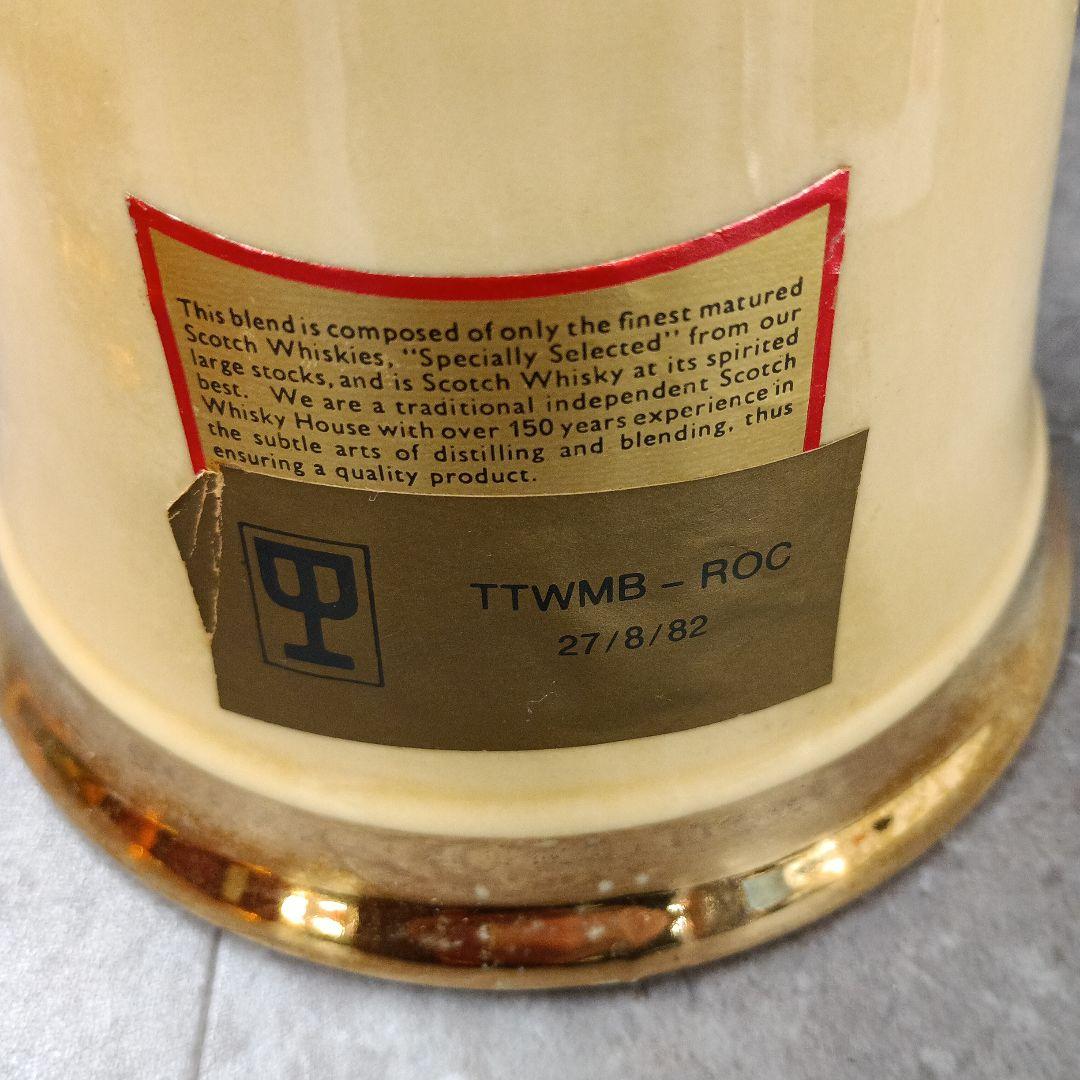 This blend is composed of only the finest matured
Scotch Whiskies, "Specially Selected" from our
large stocks, and is Scotch Whisky at its spirited
best. We are a traditional independent Scotch
Whisky House with over 150 years experience in
the subtle arts of distilling and blending, thus
ensuring a quality product.
TTWMB – ROC
27/8/82